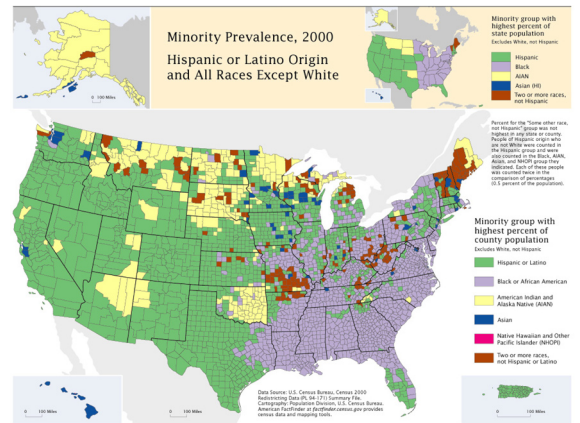 Minority Prevalence, 2000
Hispanic or Latino Origin
and All Races Except White
0 100 Miles
Minority group with
highest percent of
state population
Excludes White, not Hispanic
Hispanic
Black
AIAN
Asian (HI)
Two or more races,
not Hispanic
Percent for the "Some other race,
not Hispanic" group was not
highest in any state or county.
People of Hispanic origin who
are not White were counted in
the Hispanic group and were
also counted in the Black, AIAN,
Asian, and NHOPI group they
indicated. Each of these people
was counted twice in the
comparison of percentages
(0.5 percent of the population).
Minority group with
highest percent of
county population
Excludes White, not Hispanic
Hispanic or Latino
Black or African American
American Indian and
Alaska Native (AIAN)
Asian
Native Hawaiian and Other
Pacific Islander (NHOPI)
Two or more races,
not Hispanic or Latino
Data Source: U.S. Census Bureau, Census 2000
Redistricting Data (PL 94-171) Summary File.
Cartography: Population Division, U.S. Census Bureau.
American FactFinder at factfinder.census.gov provides
census data and mapping tools.
0 100 Miles
0 100 Miles
0 100 Miles